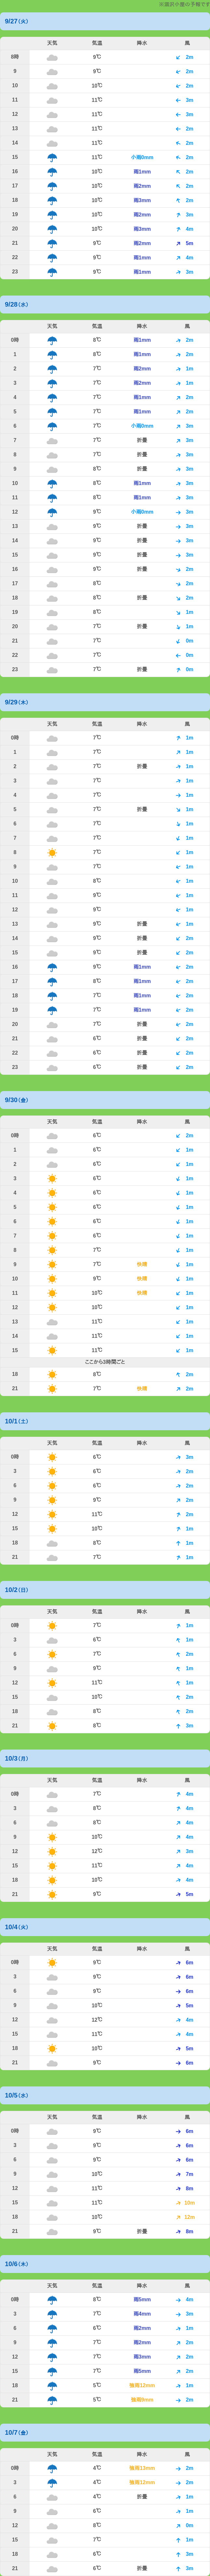 ※諏訪小屋の予報です
9/27(火)
天気 気温 降水 風
8時 9℃ 2m
9 9℃ 2m
10 10℃ 2m
11 11℃ 3m
12 11℃ 3m
13 11℃ 2m
14 11℃ 2m
15 11℃ 小雨0mm 2m
16 10℃ 雨1mm 2m
17 10℃ 雨2mm 2m
18 10℃ 雨3mm 2m
19 10℃ 雨2mm 3m
20 10℃ 雨3mm 4m
21 9℃ 雨2mm 5m
22 9℃ 雨1mm 4m
23 9℃ 雨1mm 3m
9/28(水)
天気 気温 降水 風
0時 8℃ 雨1mm 2m
1 8℃ 雨1mm 2m
2 7℃ 雨2mm 1m
3 7℃ 雨2mm 1m
4 7℃ 雨1mm 2m
5 7℃ 雨1mm 2m
6 7℃ 小雨0mm 3m
7 7℃ 折畳 3m
8 7℃ 折畳 3m
9 8℃ 折畳 3m
10 8℃ 雨1mm 3m
11 8℃ 雨1mm 3m
12 9℃ 小雨0mm 3m
13 9℃ 折畳 3m
14 9℃ 折畳 3m
15 9℃ 折畳 3m
16 9℃ 折畳 2m
17 8℃ 2m
18 8℃ 折畳 2m
19 8℃ 1m
20 7℃ 折畳 1m
21 7℃ 0m
22 7℃ 0m
23 7℃ 折畳 0m
9/29(木)
天気 気温 降水 風
0時 7℃ 1m
1 7℃ 1m
2 7℃ 折畳 1m
3 7℃ 1m
4 7℃ 1m
5 7℃ 折畳 1m
6 7℃ 1m
7 7℃ 1m
8 7℃ 1m
9 7℃ 1m
10 8℃ 1m
11 9℃ 1m
12 9℃ 1m
13 9℃ 折畳 1m
14 9℃ 折畳 2m
15 9℃ 折畳 2m
16 9℃ 雨1mm 2m
17 8℃ 雨1mm 2m
18 7℃ 雨1mm 2m
19 7℃ 雨1mm 2m
20 7℃ 折畳 2m
21 6℃ 折畳 2m
22 6℃ 折畳 2m
23 6℃ 折畳 2m
9/30(金)
天気 気温 降水 風
0時 6℃ 2m
1 6℃ 1m
2 6℃ 1m
3 6℃ 1m
4 6℃ 1m
5 6℃ 1m
6 6℃ 1m
7 6℃ 1m
8 7℃ 1m
9 7℃ 快晴 1m
10 9℃ 快晴 1m
11 10℃ 快晴 1m
12 10℃ 1m
13 11℃ 1m
14 11℃ 1m
15 11℃ 1m
ここから3時間ごと
18 8℃ 2m
21 7℃ 快晴 2m
10/1(土)
天気 気温 降水 風
0時 6℃ 3m
3 6℃ 2m
6 6℃ 2m
9 9℃ 2m
12 11℃ 2m
15 10℃ 1m
18 8℃ 1m
21 7℃ 1m
10/2(日)
天気 気温 降水 風
0時 7℃ 1m
3 6℃ 1m
6 7℃ 2m
9 9℃ 1m
12 11℃ 1m
15 10℃ 2m
18 8℃ 2m
21 8℃ 3m
10/3(月)
天気 気温 降水 風
0時 7℃ 4m
3 8℃ 4m
6 8℃ 4m
9 10℃ 4m
12 12℃ 3m
15 11℃ 4m
18 10℃ 4m
21 9℃ 5m
10/4(火)
天気 気温 降水 風
0時 9℃ 6m
3 9℃ 6m
6 9℃ 6m
9 10℃ 5m
12 12℃ 4m
15 11℃ 4m
18 10℃ 5m
21 9℃ 6m
10/5(水)
天気 気温 降水 風
0時 9℃ 6m
3 9℃ 6m
6 9℃ 6m
9 10℃ 7m
12 11℃ 8m
15 11℃ 10m
18 10℃ 12m
21 9℃ 折畳 8m
10/6(木)
天気 気温 降水 風
0時 8℃ 雨5mm 4m
3 7℃ 雨4mm 3m
6 6℃ 雨2mm 1m
9 7℃ 雨2mm 2m
12 7℃ 雨3mm 2m
15 7℃ 雨5mm 2m
18 5℃ 強雨12mm 1m
21 5℃ 強雨9mm 2m
10/7(金)
天気 気温 降水 風
0時 4℃ 強雨13mm 2m
3 4℃ 強雨12mm 2m
6 4℃ 折畳 1m
9 6℃ 1m
12 8℃ 0m
15 7℃ 1m
18 6℃ 3m
21 6℃ 折畳 3m